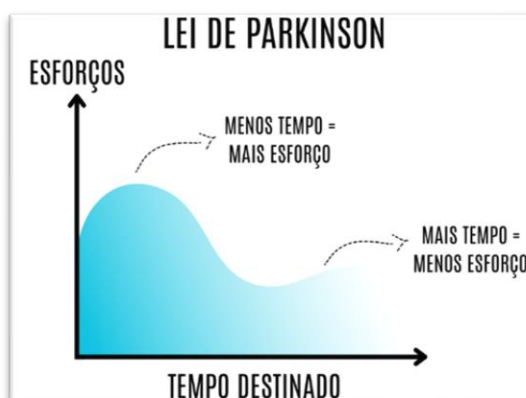 LEI DE PARKINSON
ESFORÇOS
MENOS TEMPO =
MAIS ESFORÇO
MAIS TEMPO =
MENOS ESFORÇO
TEMPO DESTINADO